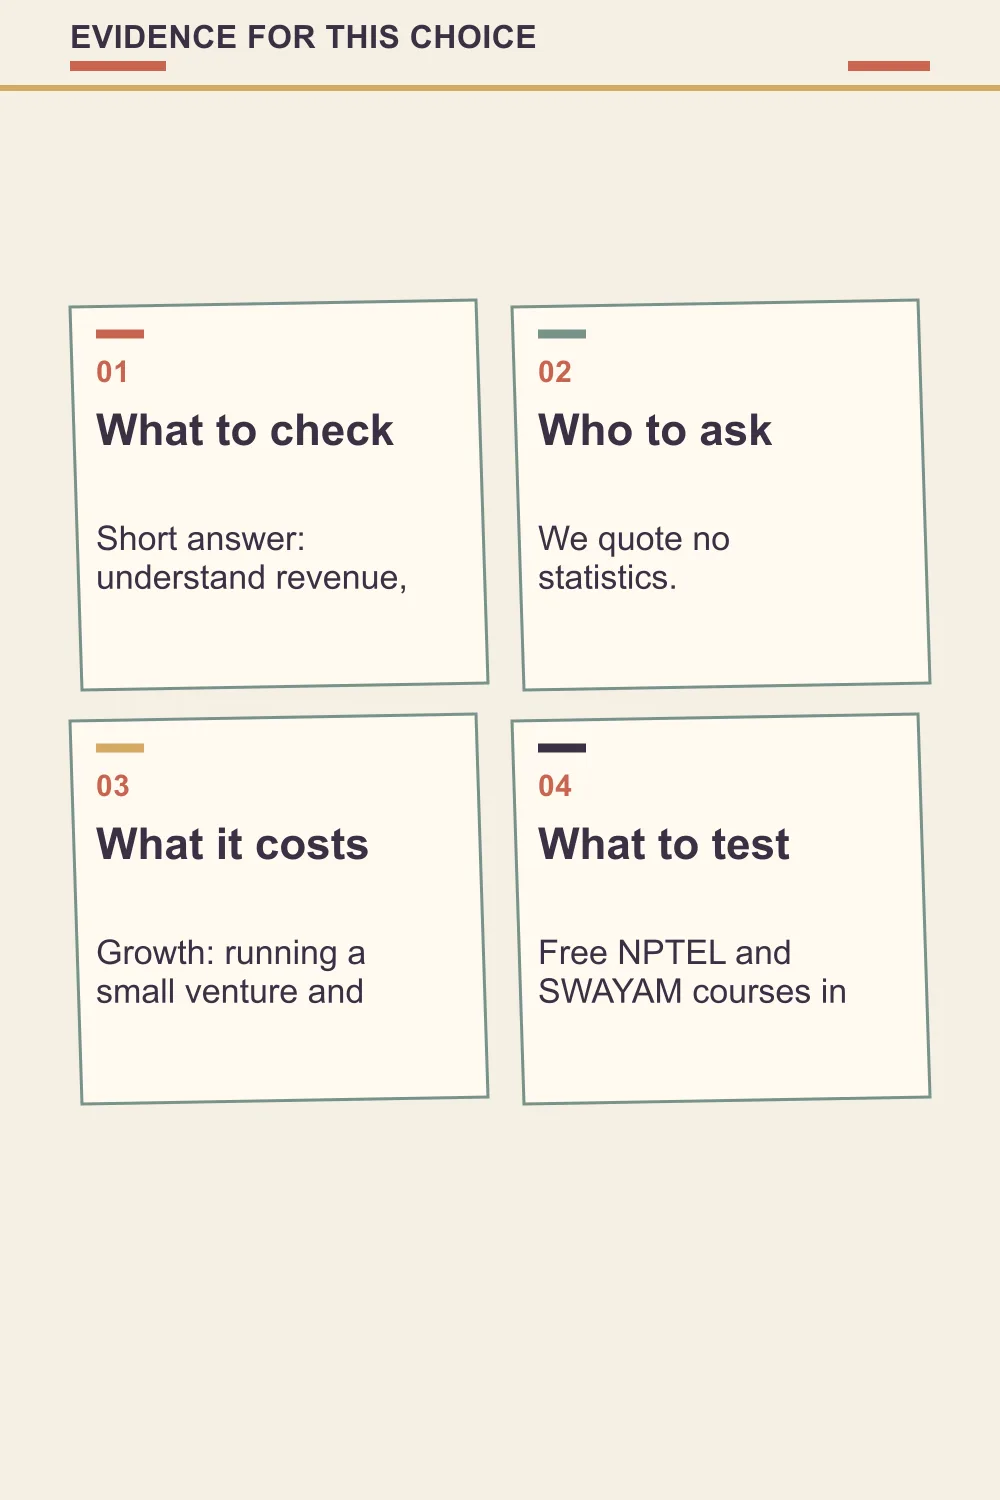 EVIDENCE FOR THIS CHOICE
01
What to check
Short answer:
understand revenue,
02
Who to ask
We quote no
statistics.
03
What it costs
Growth: running a
small venture and
04
What to test
Free NPTEL and
SWAYAM courses in